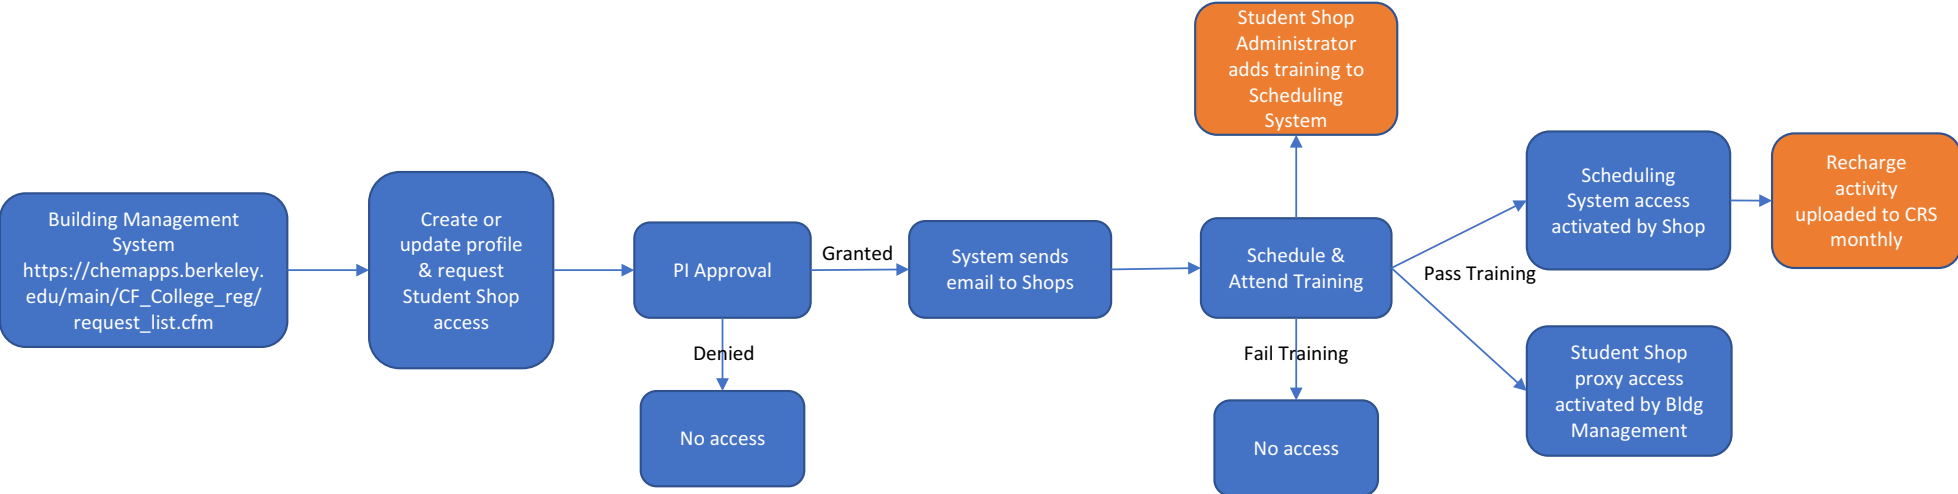 Building Management
System
https://chemapps.berkeley.
edu/main/CF_College_reg/
request_list.cfm
Create or
update profile
& request
Student Shop
access
PI Approval
Granted
Denied
No access
System sends
email to Shops
Student Shop
Administrator
adds training to
Scheduling
System
Schedule &
Attend Training
Fail Training
No access
Pass Training
Scheduling
System access
activated by Shop
Recharge
activity
uploaded to CRS
monthly
Student Shop
proxy access
activated by Bldg
Management